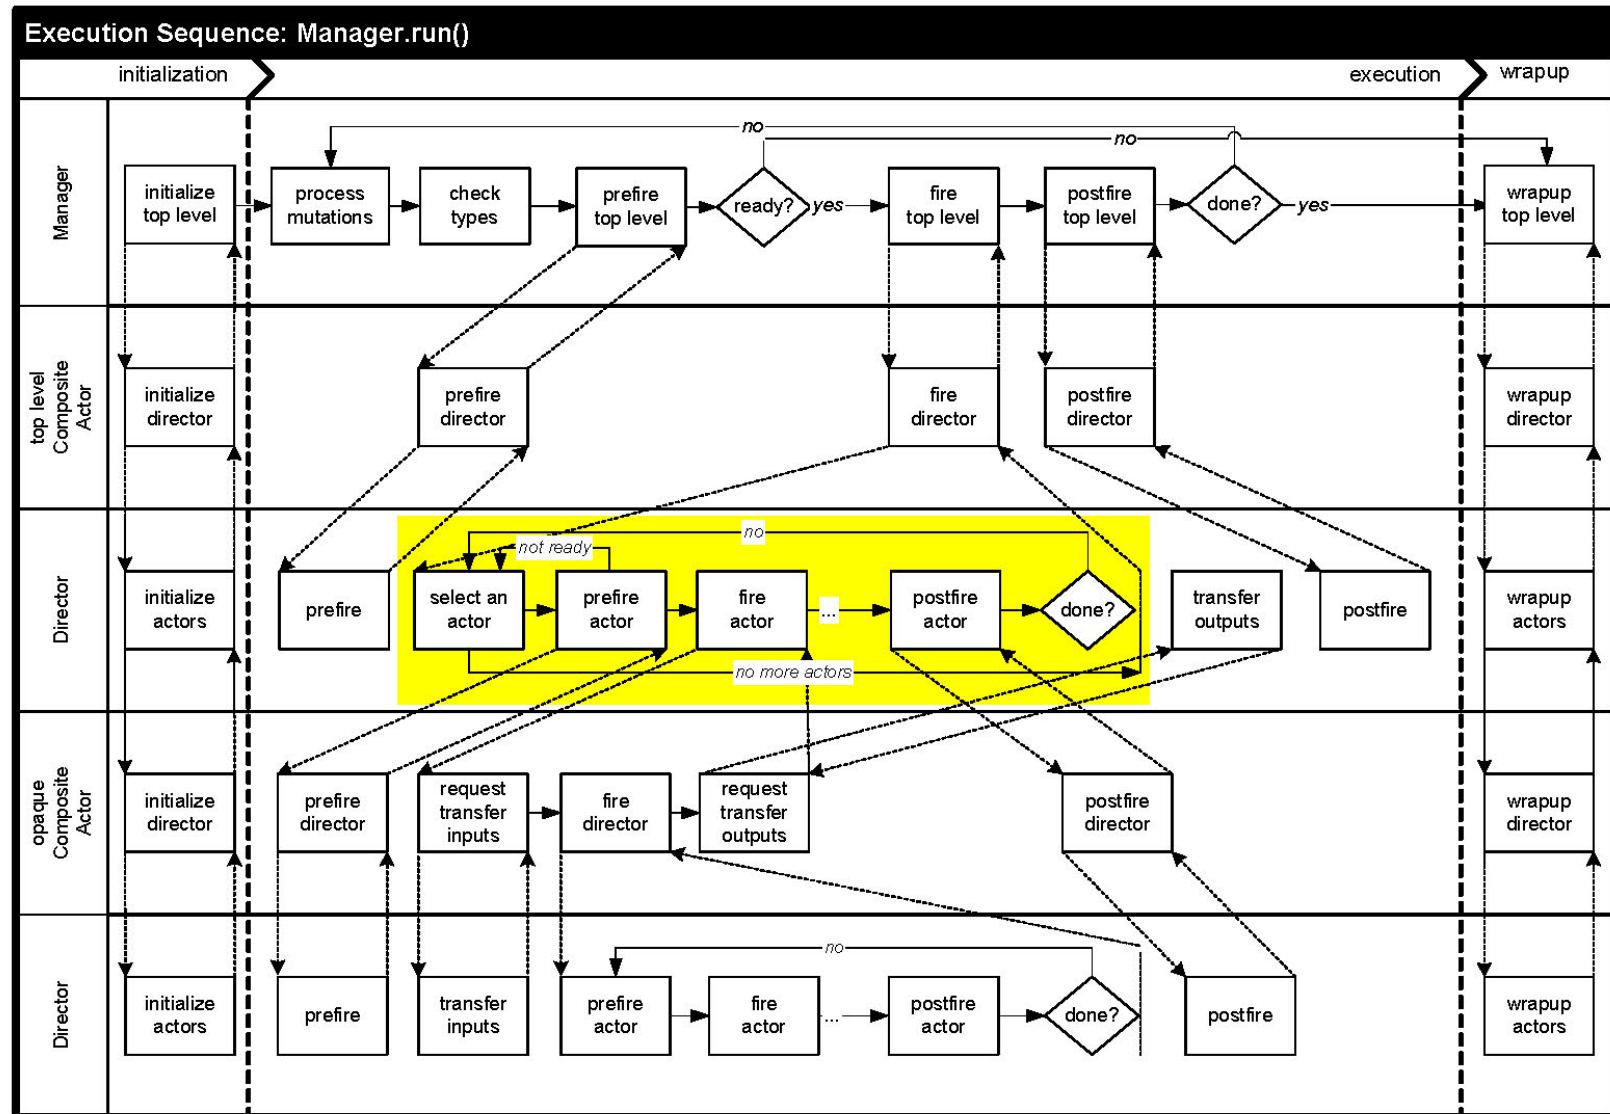 Execution Sequence: Manager.run()
initialization
execution
wrapup
Manager
no
no
initialize
top level
process
mutations
check
types
prefire
top level
ready?
yes
fire
top level
postfire
top level
done?
yes
wrapup
top level
top level
Composite
Actor
initialize
director
prefire
director
fire
director
postfire
director
wrapup
director
Director
no
not ready
initialize
actors
prefire
select an
actor
prefire
actor
fire
actor
...
postfire
actor
done?
transfer
outputs
postfire
wrapup
actors
no more actors
opaque
Composite
Actor
initialize
director
prefire
director
request
transfer
inputs
fire
director
request
transfer
outputs
postfire
director
wrapup
director
Director
no
initialize
actors
prefire
transfer
inputs
prefire
actor
fire
actor
...
postfire
actor
done?
postfire
wrapup
actors